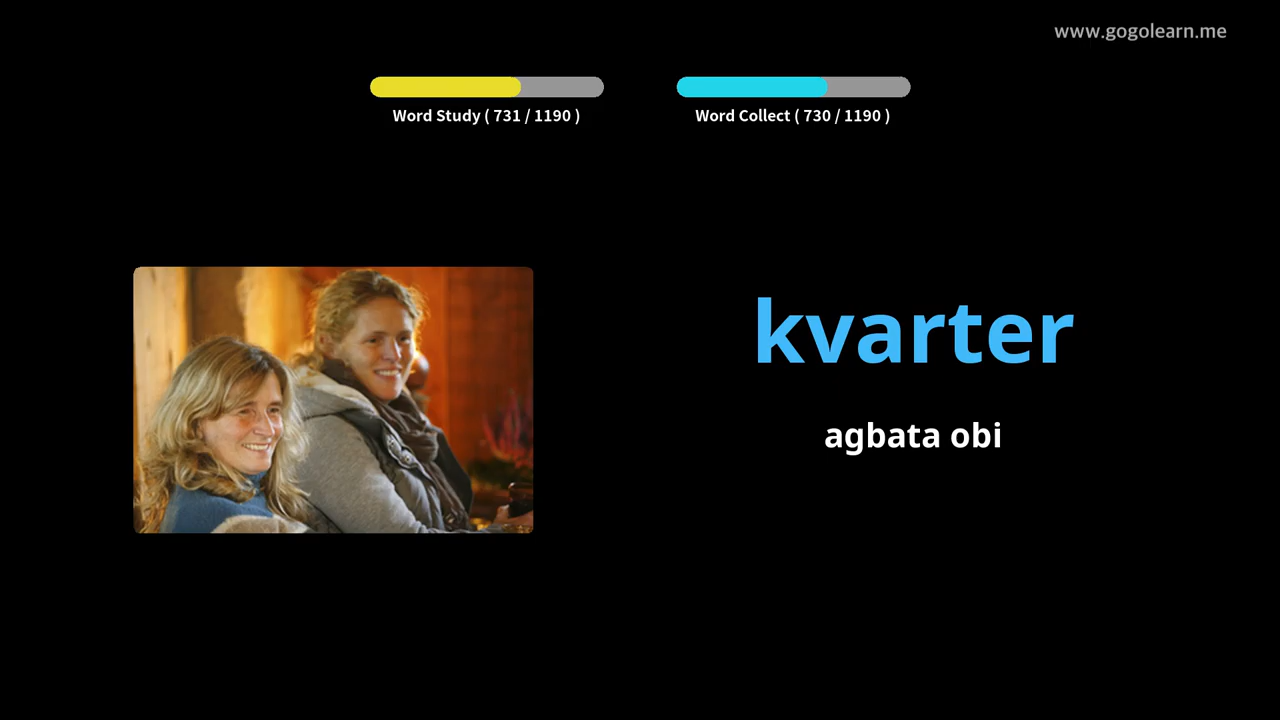 www.gogolearn.me
Word Study ( 731 / 1190 )
Word Collect ( 730 / 1190 )
kvarter
agbata obi